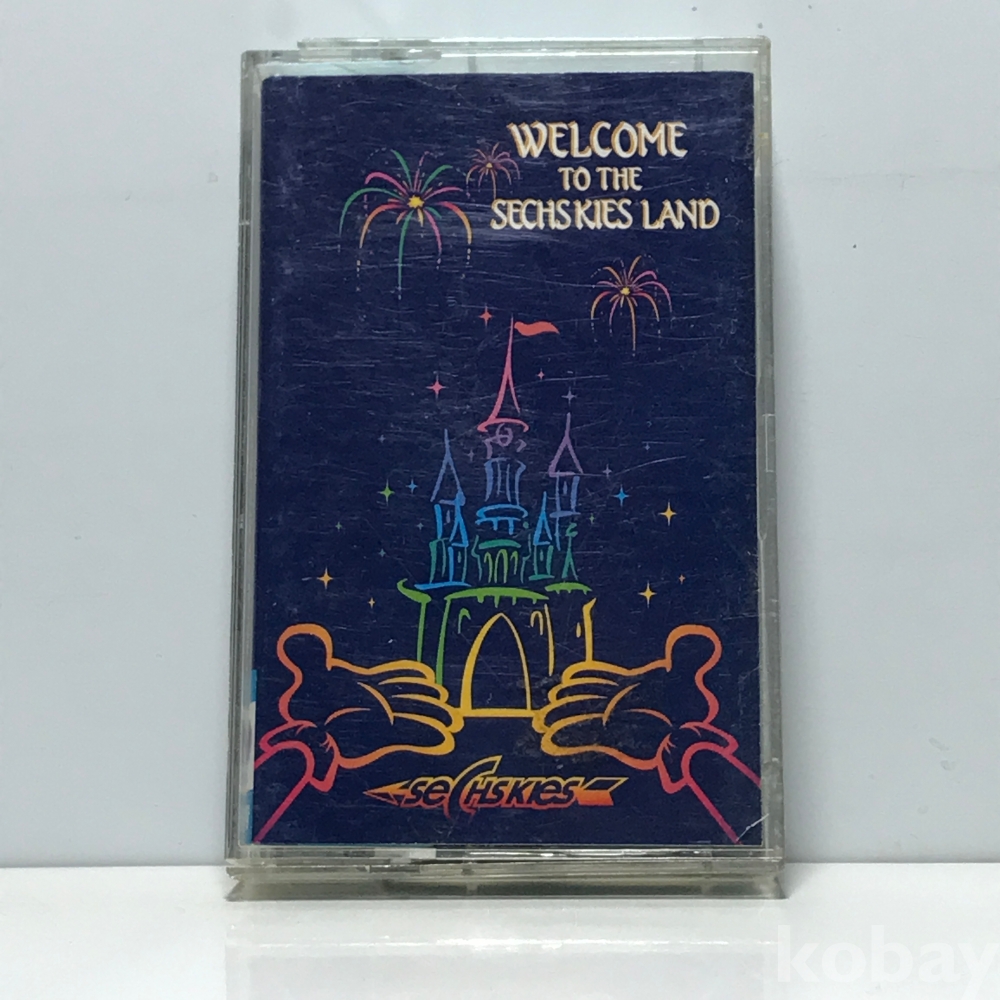 WELCOME
TO THE
SECHSKIES LAND
SECHSKIES
kobay